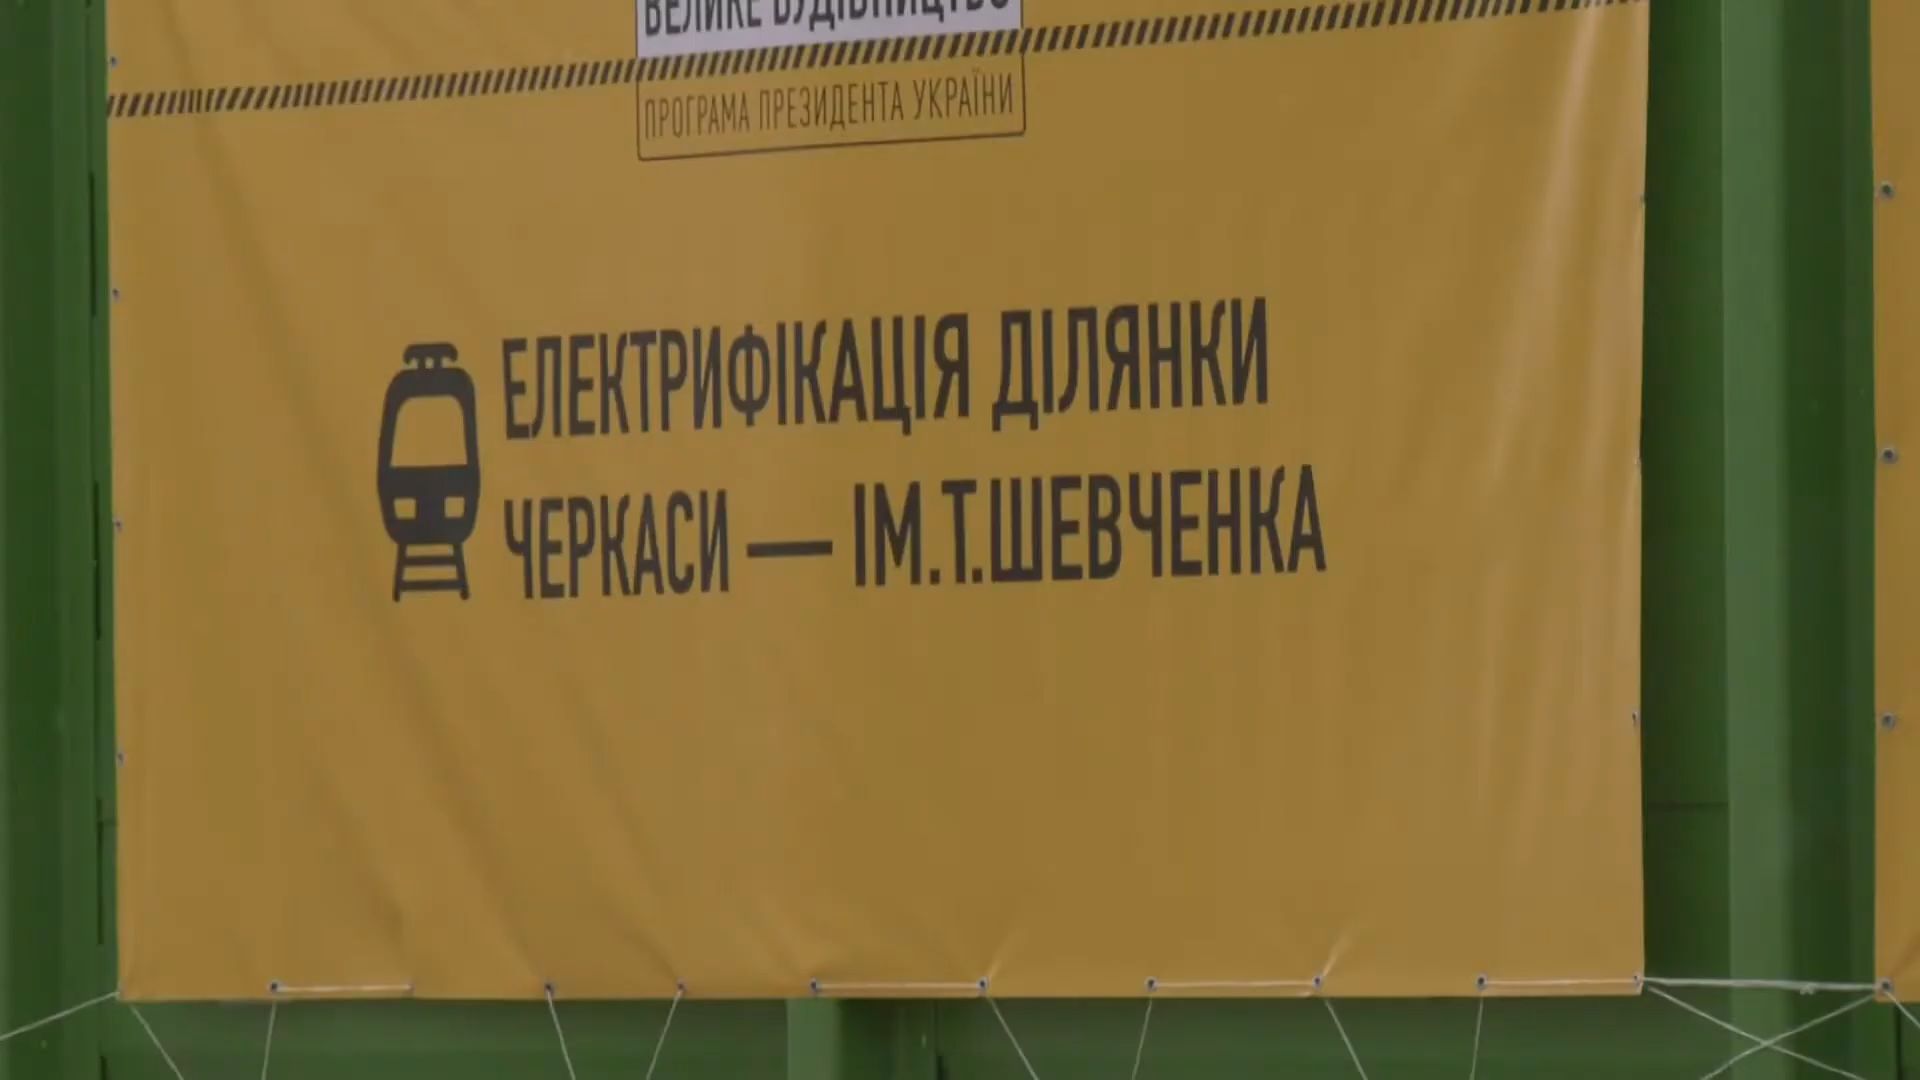 ВЕЛИКЕ БУДІВНИЦТВО
ПРОГРАМА ПРЕЗИДЕНТА УКРАЇНИ
ЕЛЕКТРИФІКАЦІЯ ДІЛЯНКИ
ЧЕРКАСИ — ІМ.Т.ШЕВЧЕНКА